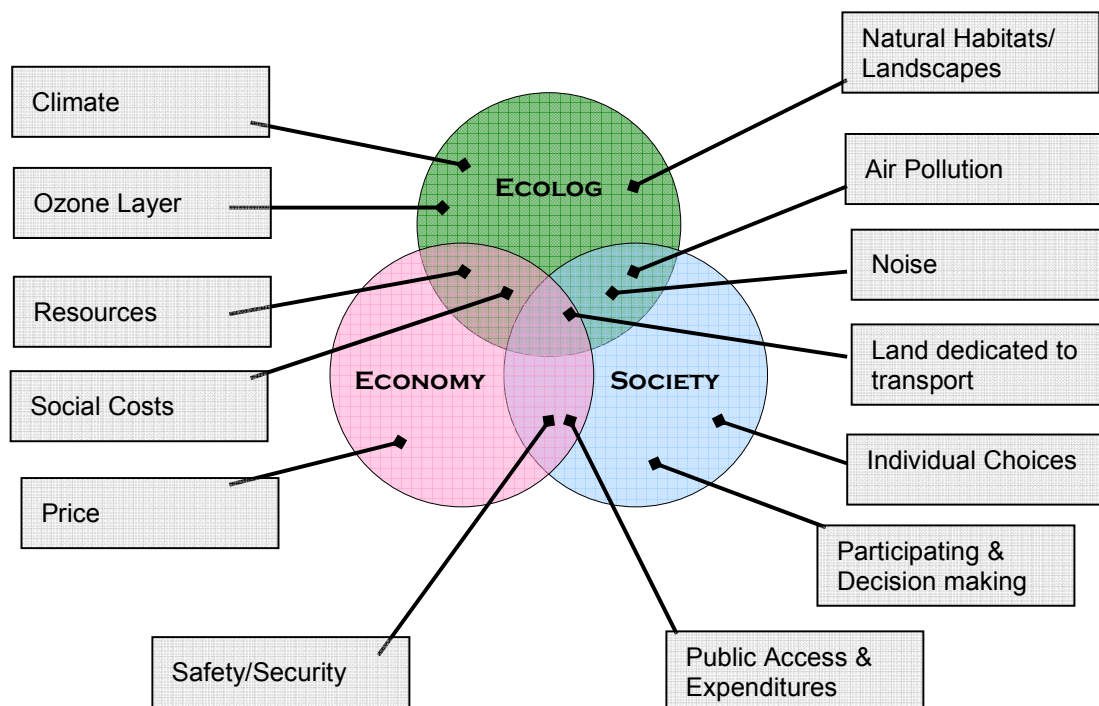 Natural Habitats/
Landscapes
Climate
ECOLOG
Air Pollution
Ozone Layer
Noise
Resources
Land dedicated to
transport
ECONOMY
SOCIETY
Social Costs
Individual Choices
Price
Participating &
Decision making
Safety/Security
Public Access &
Expenditures